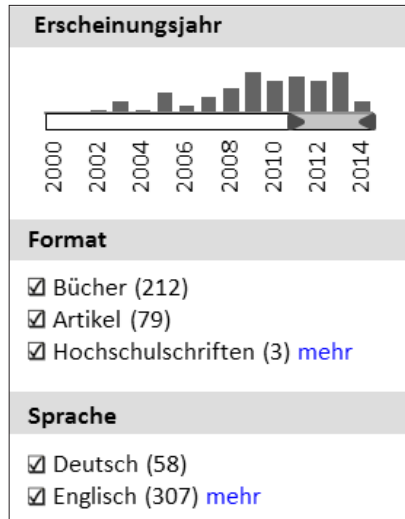 Erscheinungsjahr
2000 2002 2004 2006 2008 2010 2012 2014
Format
Bücher (212)
Artikel (79)
Hochschulschriften (3) mehr
Sprache
Deutsch (58)
Englisch (307) mehr